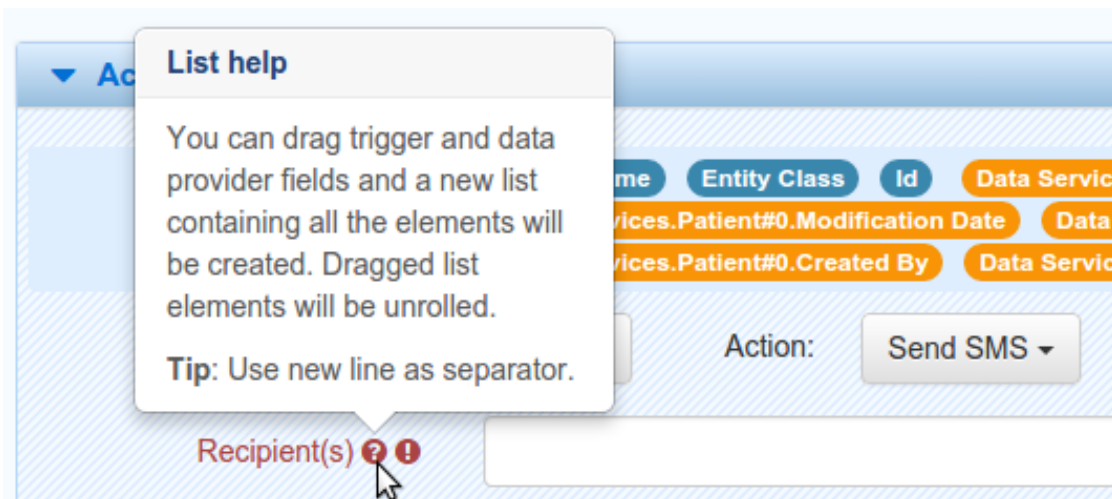 List help
Ac
You can drag trigger and data
provider fields and a new list
containing all the elements will
be created. Dragged list
elements will be unrolled.
Tip: Use new line as separator.
me Entity Class Id Data Servic
vices.Patient#0.Modification Date Data
vices.Patient#0.Created By Data Servic
Action: Send SMS
Recipient(s)